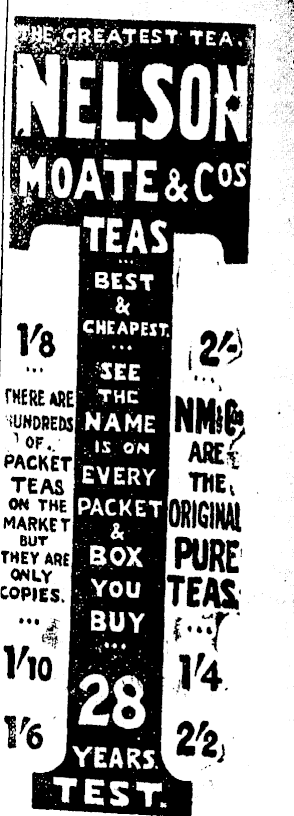 THE GREATEST TEA.
NELSON
MOATE & COS
TEAS
BEST
&
CHEAPEST.
SEE
THE
NAME
IS ON
EVERY
PACKET
&
BOX
YOU
BUY
28
YEARS.
TEST.
1/8
THERE ARE
HUNDREDS
OF
PACKET
TEAS
ON THE
MARKET
BUT
THEY ARE
ONLY
COPIES.
1/10
1/6
2/-
NM&Cos
ARE
THE
ORIGINAL
PURE
TEAS.
1/4
2/2